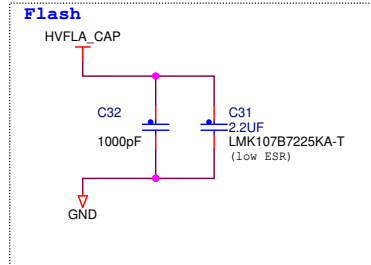 Flash
HVFLA_CAP
C32
1000pF
C31
2.2UF
LMK107B7225KA-T
(low ESR)
GND